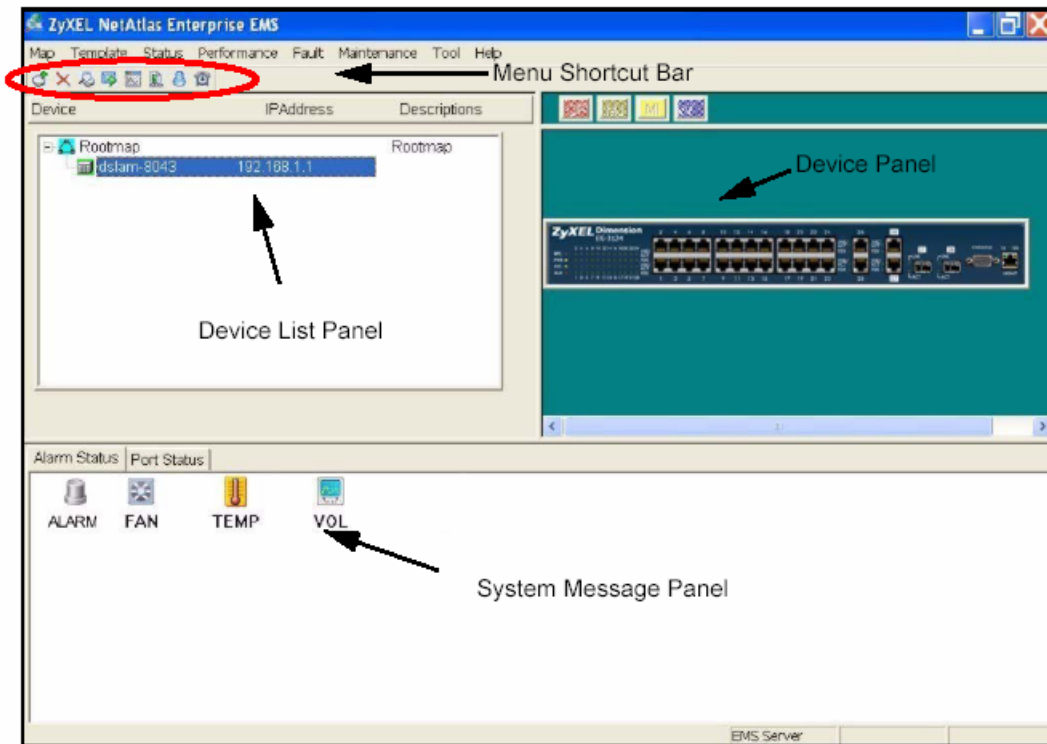 ZyXEL NetAtlas Enterprise EMS
Map Template Status Performance Fault Maintenance Tool Help
Menu Shortcut Bar
Device IPAddress Descriptions
Rootmap Rootmap
dslam-8043 192.168.1.1
Device Panel
ZyXEL Dimension
Device List Panel
Alarm Status Port Status
ALARM FAN TEMP VOL
System Message Panel
EMS Server